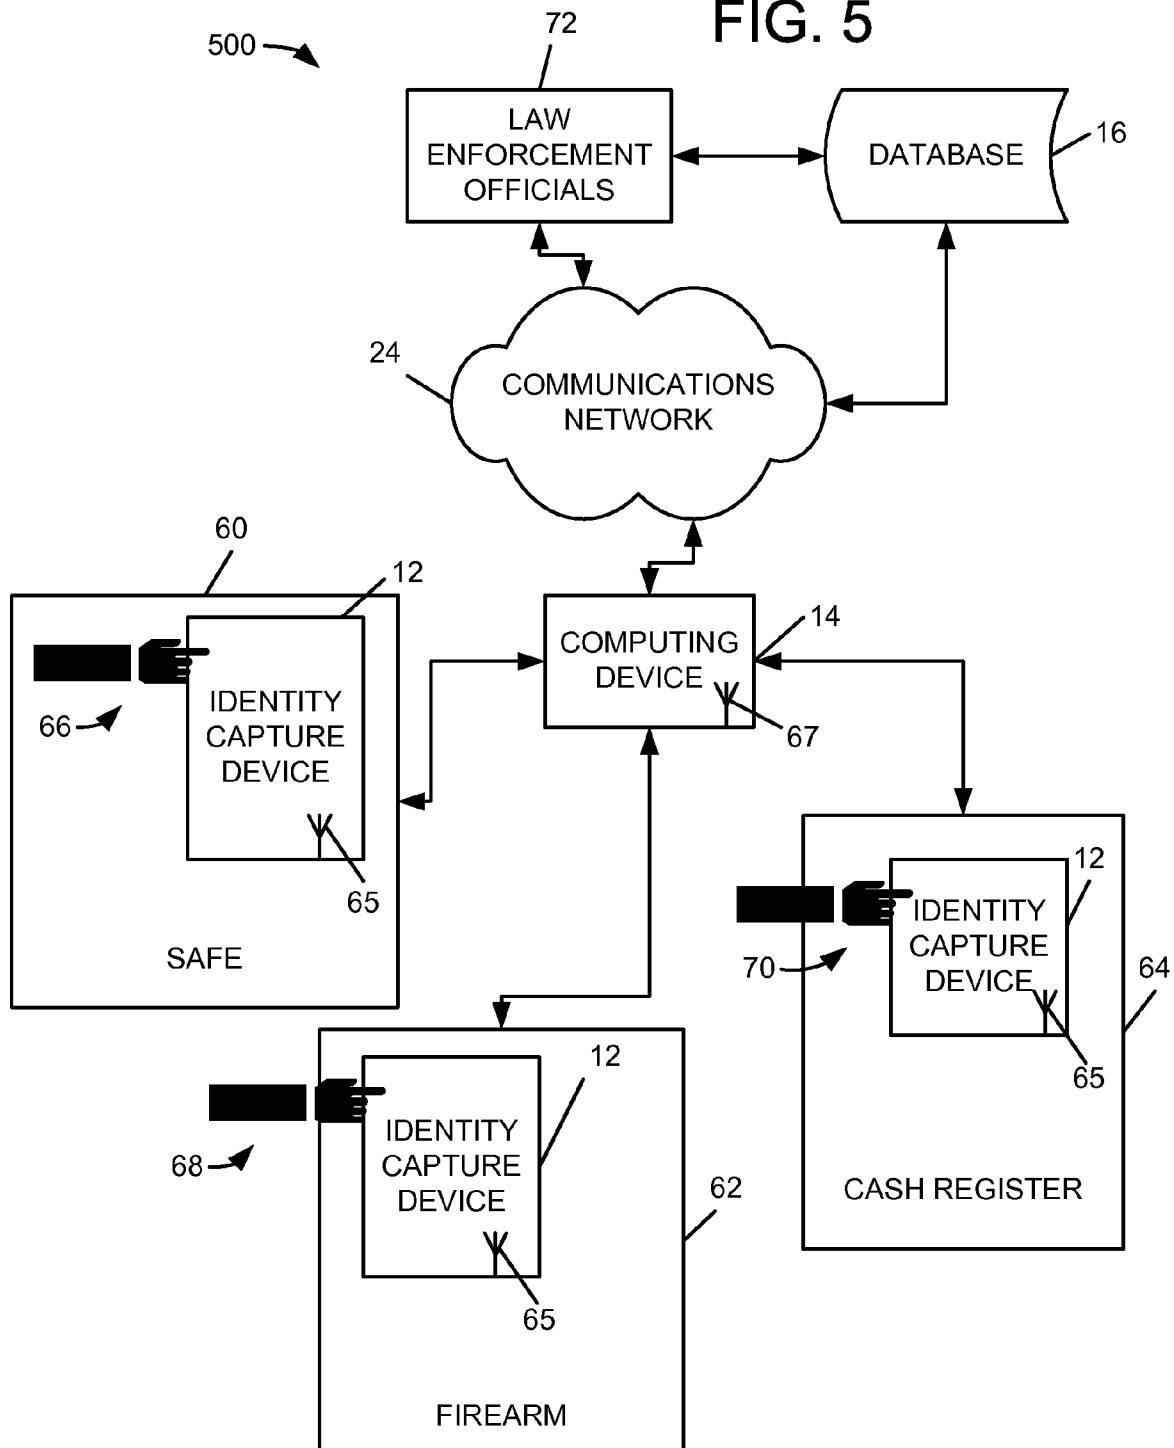 FIG. 5
500
72
LAW
ENFORCEMENT
OFFICIALS
DATABASE
16
24
COMMUNICATIONS
NETWORK
60
12
IDENTITY
CAPTURE
DEVICE
66
65
SAFE
COMPUTING
DEVICE
14
67
12
IDENTITY
CAPTURE
DEVICE
70
65
64
CASH REGISTER
12
IDENTITY
CAPTURE
DEVICE
68
65
62
FIREARM